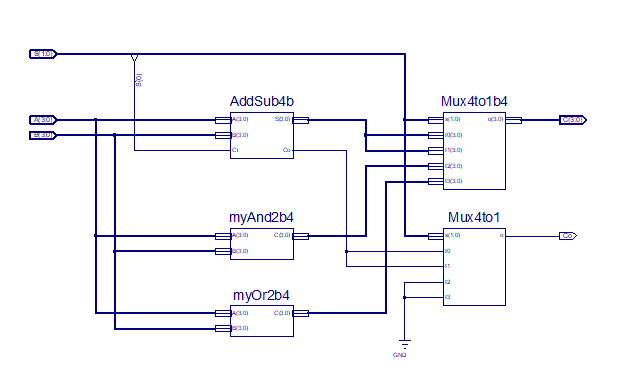 S(1:0)
S(0)
A(3:0)
B(3:0)
AddSub4b
A(3:0) S(3:0)
B(3:0)
Ci Co
Mux4to1b4
s(1:0) o(3:0)
I0(3:0)
I1(3:0)
I2(3:0)
I3(3:0)
C(3:0)
myAnd2b4
A(3:0) C(3:0)
B(3:0)
Mux4to1
s(1:0) o
I0
I1
I2
I3
Co
myOr2b4
A(3:0) C(3:0)
B(3:0)
GND